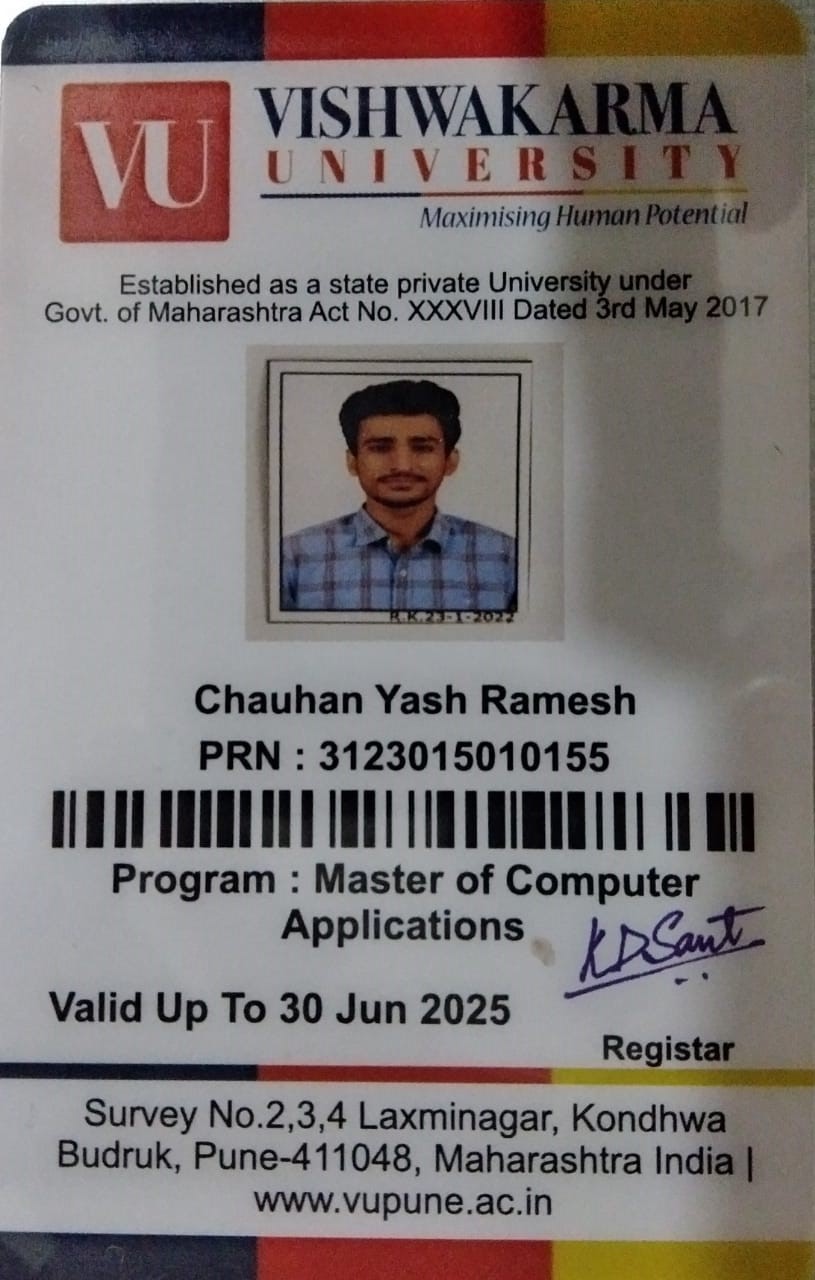 VU
VISHWAKARMA
UNIVERSITY
Maximising Human Potential
Established as a state private University under
Govt. of Maharashtra Act No. XXXVIII Dated 3rd May 2017
R.K.23-1-2022
Chauhan Yash Ramesh
PRN : 3123015010155
Program : Master of Computer
Applications
KDSant
Valid Up To 30 Jun 2025
Registar
Survey No.2,3,4 Laxminagar, Kondhwa
Budruk, Pune-411048, Maharashtra India |
www.vupune.ac.in